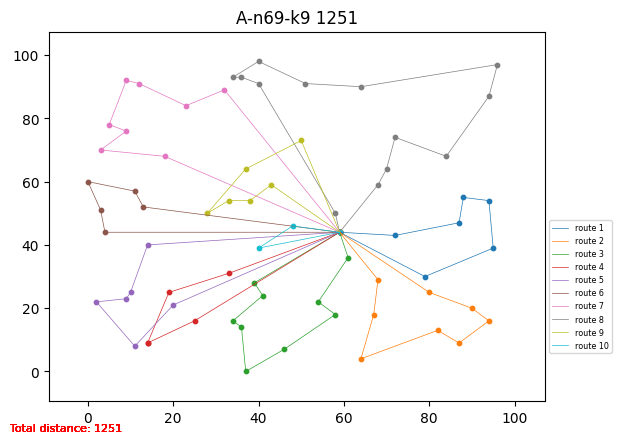 A-n69-k9 1251
100
80
60
40
20
0
0 20 40 60 80 100
route 1
route 2
route 3
route 4
route 5
route 6
route 7
route 8
route 9
route 10
Total distance: 1251